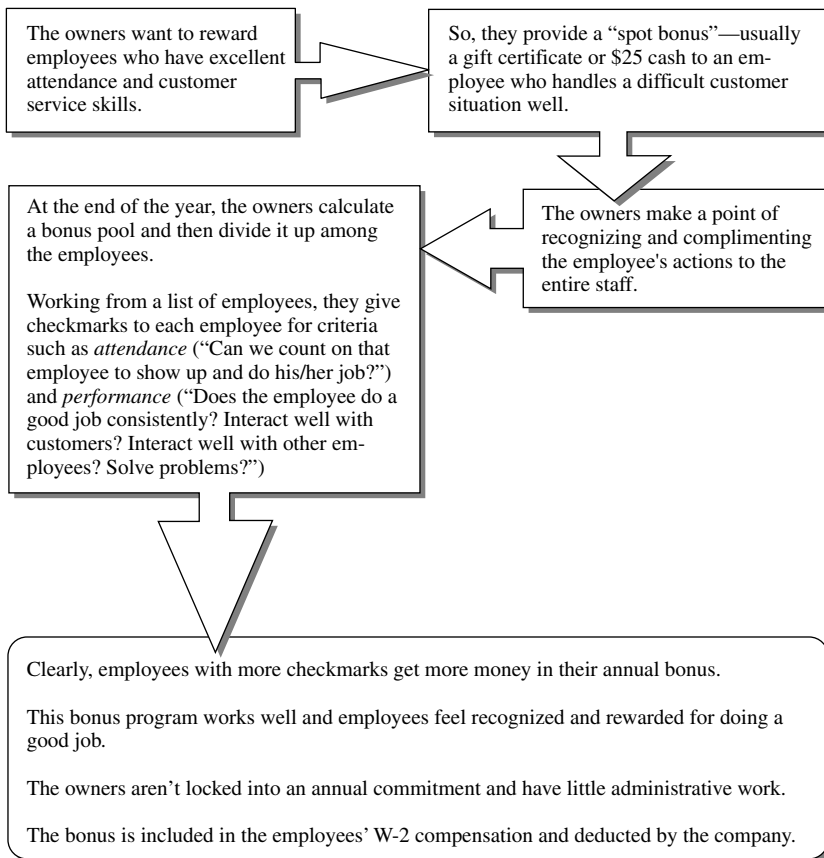 The owners want to reward
employees who have excellent
attendance and customer
service skills.
So, they provide a “spot bonus”—usually
a gift certificate or $25 cash to an em-
ployee who handles a difficult customer
situation well.
The owners make a point of
recognizing and complimenting
the employee's actions to the
entire staff.
At the end of the year, the owners calculate
a bonus pool and then divide it up among
the employees.
Working from a list of employees, they give
checkmarks to each employee for criteria
such as attendance (“Can we count on that
employee to show up and do his/her job?”)
and performance (“Does the employee do a
good job consistently? Interact well with
customers? Interact well with other em-
ployees? Solve problems?”)
Clearly, employees with more checkmarks get more money in their annual bonus.
This bonus program works well and employees feel recognized and rewarded for doing a
good job.
The owners aren’t locked into an annual commitment and have little administrative work.
The bonus is included in the employees’ W-2 compensation and deducted by the company.